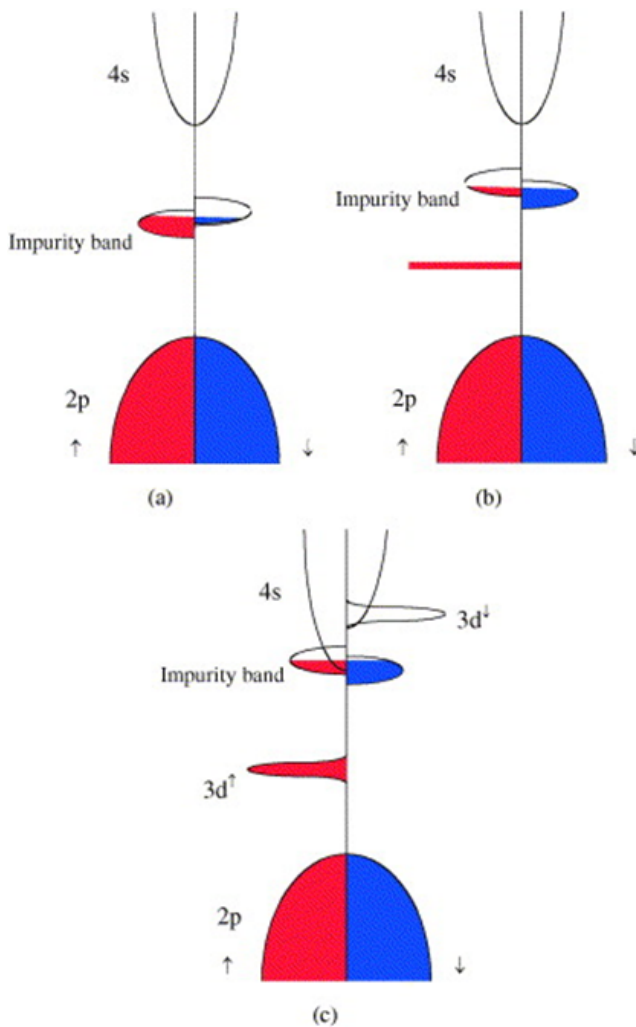 4s
Impurity band
2p
↑
↓
(a)
4s
Impurity band
2p
↑
↓
(b)
4s
3d↓
Impurity band
3d↑
2p
↑
↓
(c)